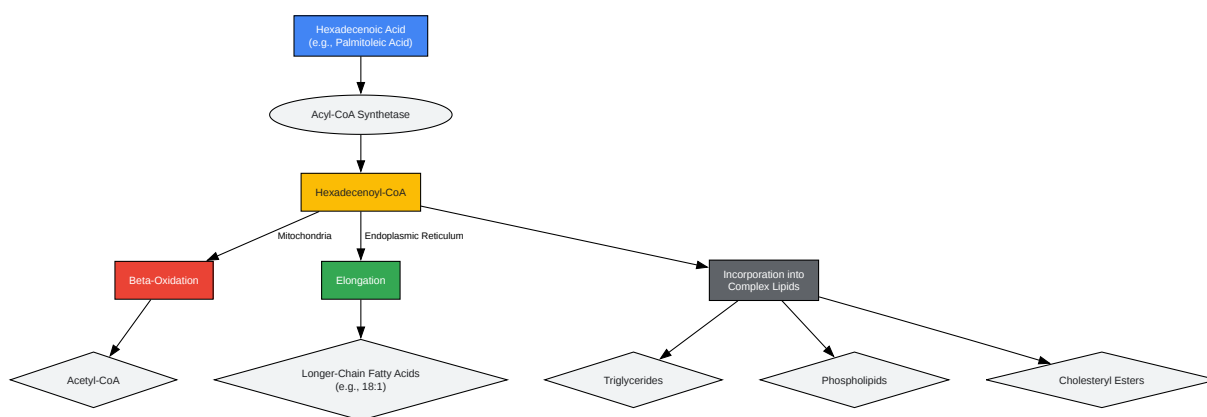 Hexadecenoic Acid
(e.g., Palmitoleic Acid)
Acyl-CoA Synthetase
Hexadecenoyl-CoA
Mitochondria
Endoplasmic Reticulum
Beta-Oxidation
Elongation
Incorporation into
Complex Lipids
Acetyl-CoA
Longer-Chain Fatty Acids
(e.g., 18:1)
Triglycerides
Phospholipids
Cholesteryl Esters